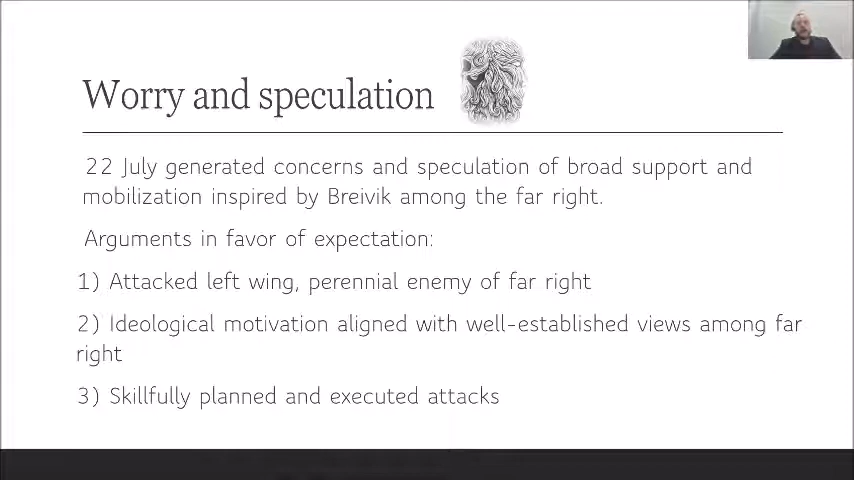 Worry and speculation
22 July generated concerns and speculation of broad support and
mobilization inspired by Breivik among the far right.
Arguments in favor of expectation:
1) Attacked left wing, perennial enemy of far right
2) Ideological motivation aligned with well-established views among far
right
3) Skillfully planned and executed attacks